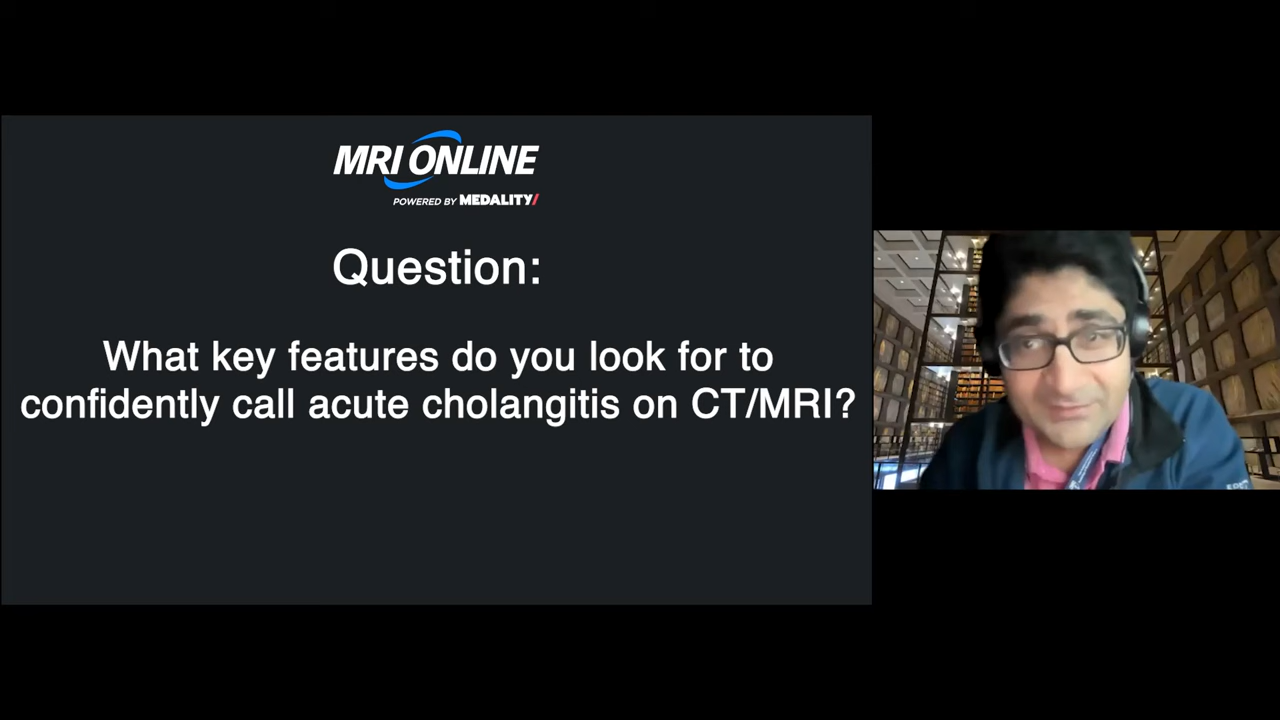 MRI ONLINE
POWERED BY MEDALITY/
Question:
What key features do you look for to
confidently call acute cholangitis on CT/MRI?